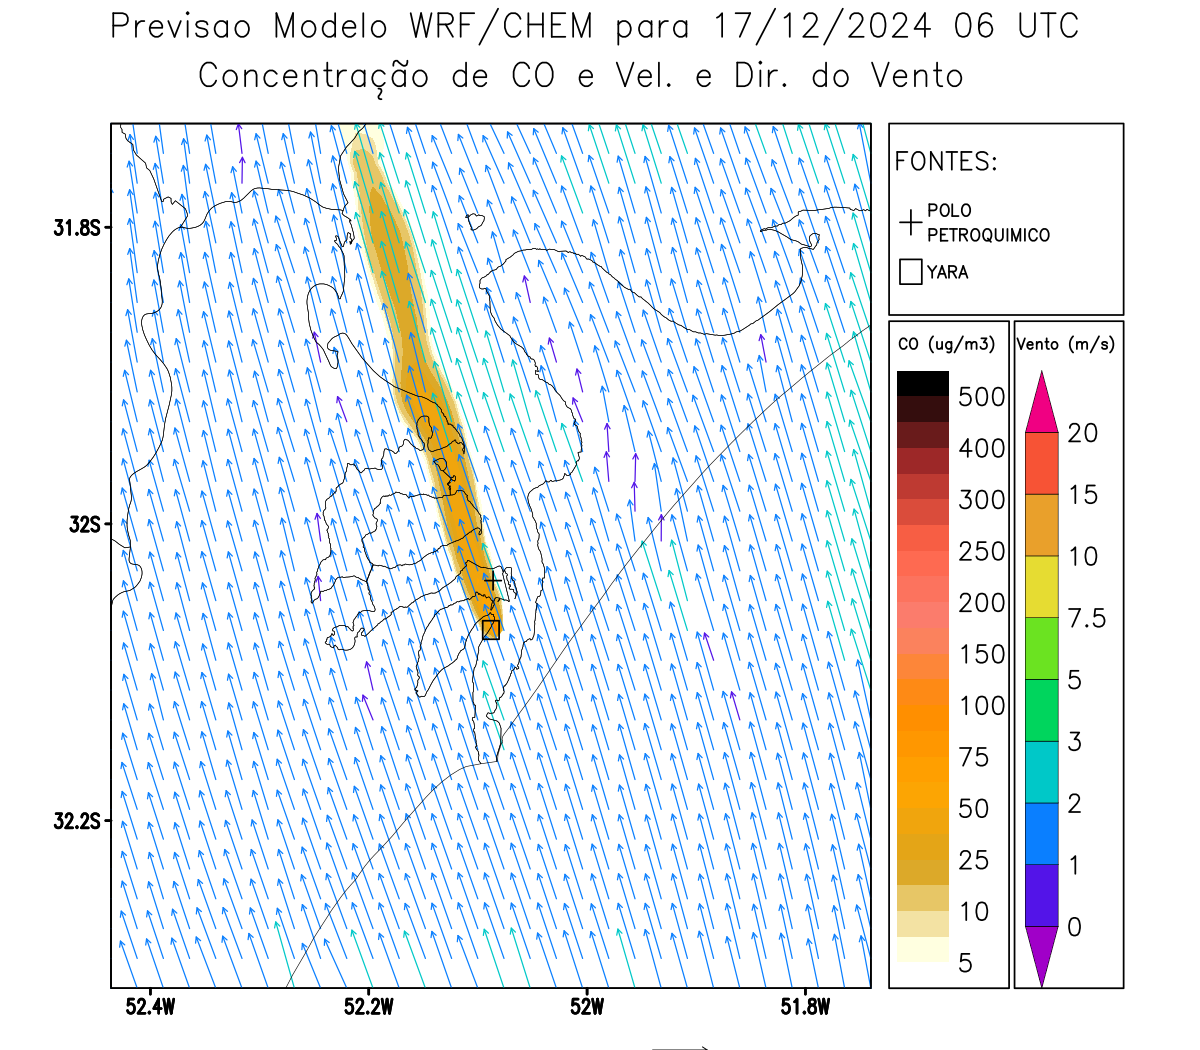 Previsao Modelo WRF/CHEM para 17/12/2024 06 UTC
Concentração de CO e Vel. e Dir. do Vento
FONTES:
POLO
PETROQUIMICO
YARA
CO (ug/m3)
500
400
300
250
200
150
100
75
50
25
10
5
Vento (m/s)
20
15
10
7.5
5
3
2
1
0
31.8S
32S
32.2S
52.4W
52.2W
52W
51.8W